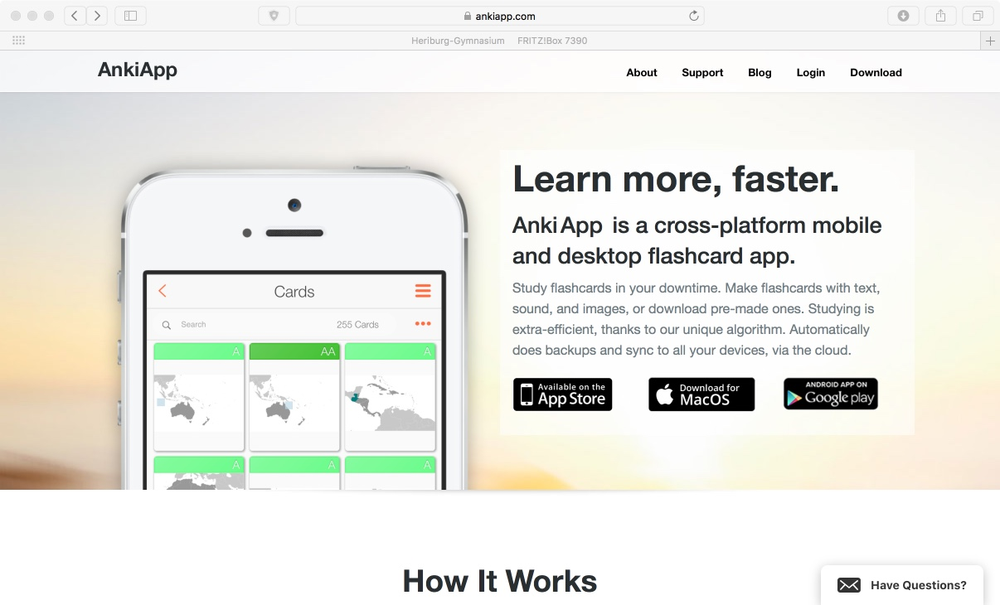 ankiapp.com
Heriburg-Gymnasium FRITZ!Box 7390
AnkiApp
About Support Blog Login Download
Learn more, faster.
AnkiApp is a cross-platform mobile
and desktop flashcard app.
Study flashcards in your downtime. Make flashcards with text,
sound, and images, or download pre-made ones. Studying is
extra-efficient, thanks to our unique algorithm. Automatically
does backups and sync to all your devices, via the cloud.
Available on the
App Store
Download for
MacOS
ANDROID APP ON
Google play
Cards
Search 255 Cards
A AA A
A A A
How It Works
Have Questions?